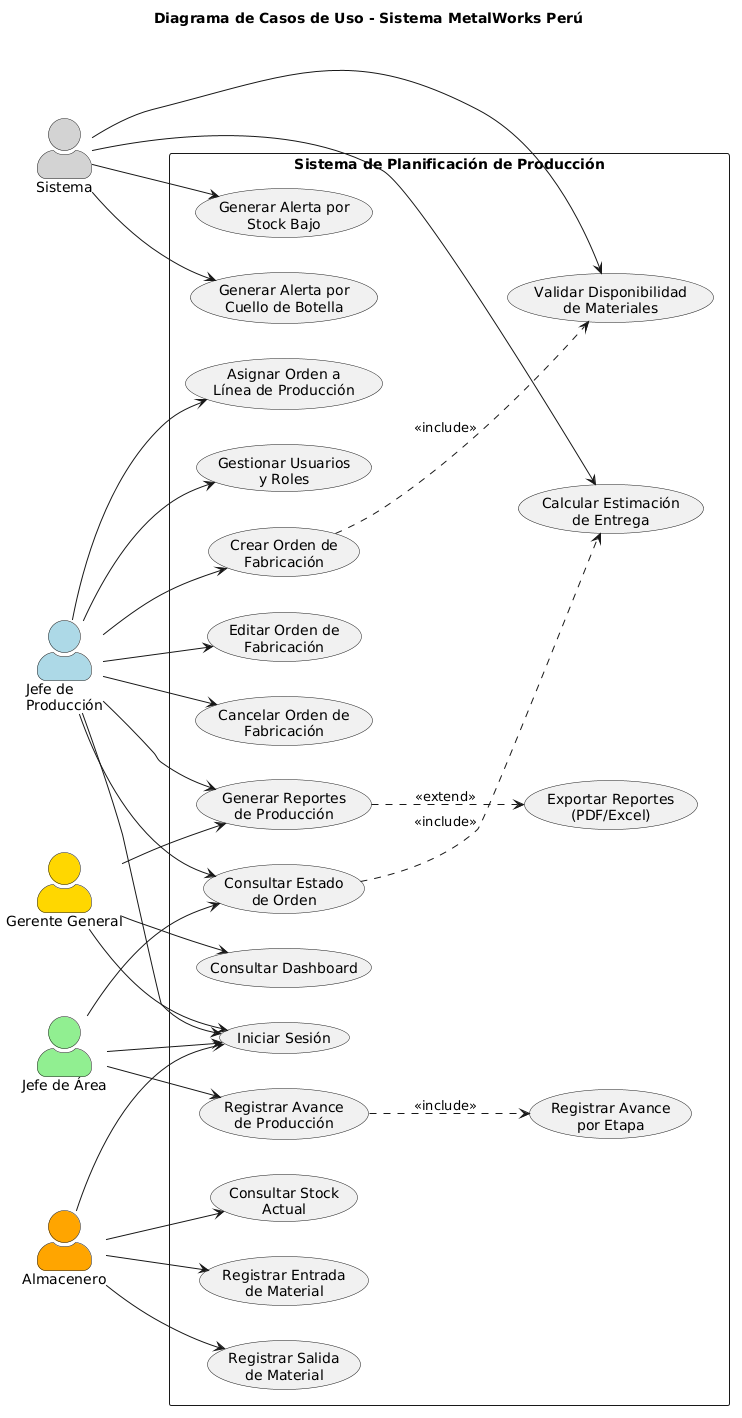 Diagrama de Casos de Uso - Sistema MetalWorks Perú
Sistema de Planificación de Producción
Sistema
Generar Alerta por
Stock Bajo
Generar Alerta por
Cuello de Botella
Validar Disponibilidad
de Materiales
Asignar Orden a
Línea de Producción
«include»
Gestionar Usuarios
y Roles
Calcular Estimación
de Entrega
Crear Orden de
Fabricación
Editar Orden de
Fabricación
Jefe de
Producción
Cancelar Orden de
Fabricación
Generar Reportes
de Producción
«extend»
«include»
Exportar Reportes
(PDF/Excel)
Consultar Estado
de Orden
Gerente General
Consultar Dashboard
Iniciar Sesión
Jefe de Área
Registrar Avance
de Producción
«include»
Registrar Avance
por Etapa
Consultar Stock
Actual
Almacenero
Registrar Entrada
de Material
Registrar Salida
de Material